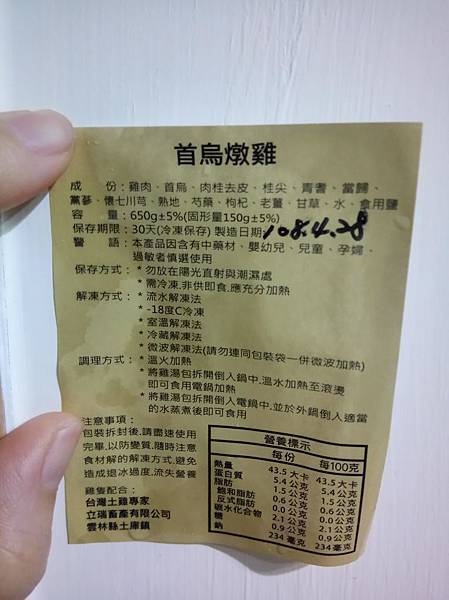 首烏燉雞
成　份：雞肉、首烏、肉桂去皮、桂尖、青耆、當歸、
黨蔘、懷七川芎、熟地、芍藥、枸杞、老薑、甘草、水、食用鹽
容　量：650g±5%(固形量150g±5%)
保存期限：30天(冷凍保存) 製造日期：108.4.28
警　語：本產品因含有中藥材、嬰幼兒、兒童、孕婦、
過敏者慎選使用
保存方式：* 勿放在陽光直射與潮濕處
* 需冷凍,非供即食,應充分加熱
解凍方式：* 流水解凍法
* -18度C冷凍
* 室溫解凍法
* 冷藏解凍法
* 微波解凍法(請勿連同包裝袋一併微波加熱)
調理方式：* 溫火加熱
* 將雞湯包拆開倒入鍋中,溫水加熱至滾燙
即可食用電鍋加熱
* 將雞湯包拆開倒入電鍋中,並於外鍋倒入適當
的水蒸煮後即可食用
注意事項：
包裝拆封後,請盡速使用
完畢,以防變質,隨時注意
食材解的解凍方式,避免
造成退冰過度,流失營養
雞隻配合：
台灣土雞專家
立瑞畜產有限公司
雲林縣土庫鎮
營養標示
每份 每100克
熱量 43.5 大卡 43.5 大卡
蛋白質 5.4 公克 5.4 公克
脂肪 1.5 公克 1.5 公克
飽和脂肪 0.6 公克 0.6 公克
反式脂肪 0.0 公克 0.0 公克
碳水化合物 2.1 公克 2.1 公克
糖 0.9 公克 0.9 公克
鈉 234 毫克 234 毫克